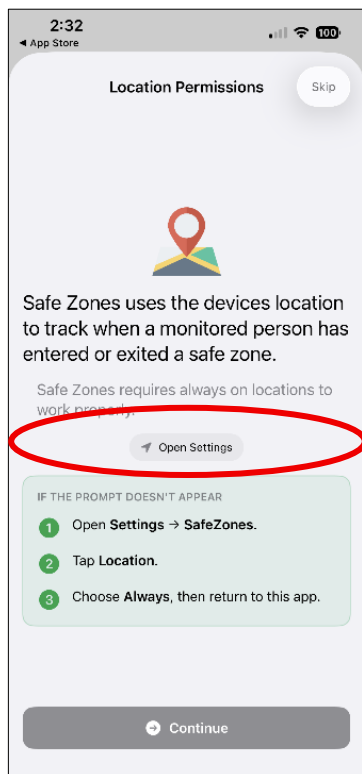 2:32
100
◀ App Store
Location Permissions
Skip
Safe Zones uses the devices location
to track when a monitored person has
entered or exited a safe zone.
Safe Zones requires always on locations to
work properly.
Open Settings
IF THE PROMPT DOESN'T APPEAR
1 Open Settings → SafeZones.
2 Tap Location.
3 Choose Always, then return to this app.
Continue